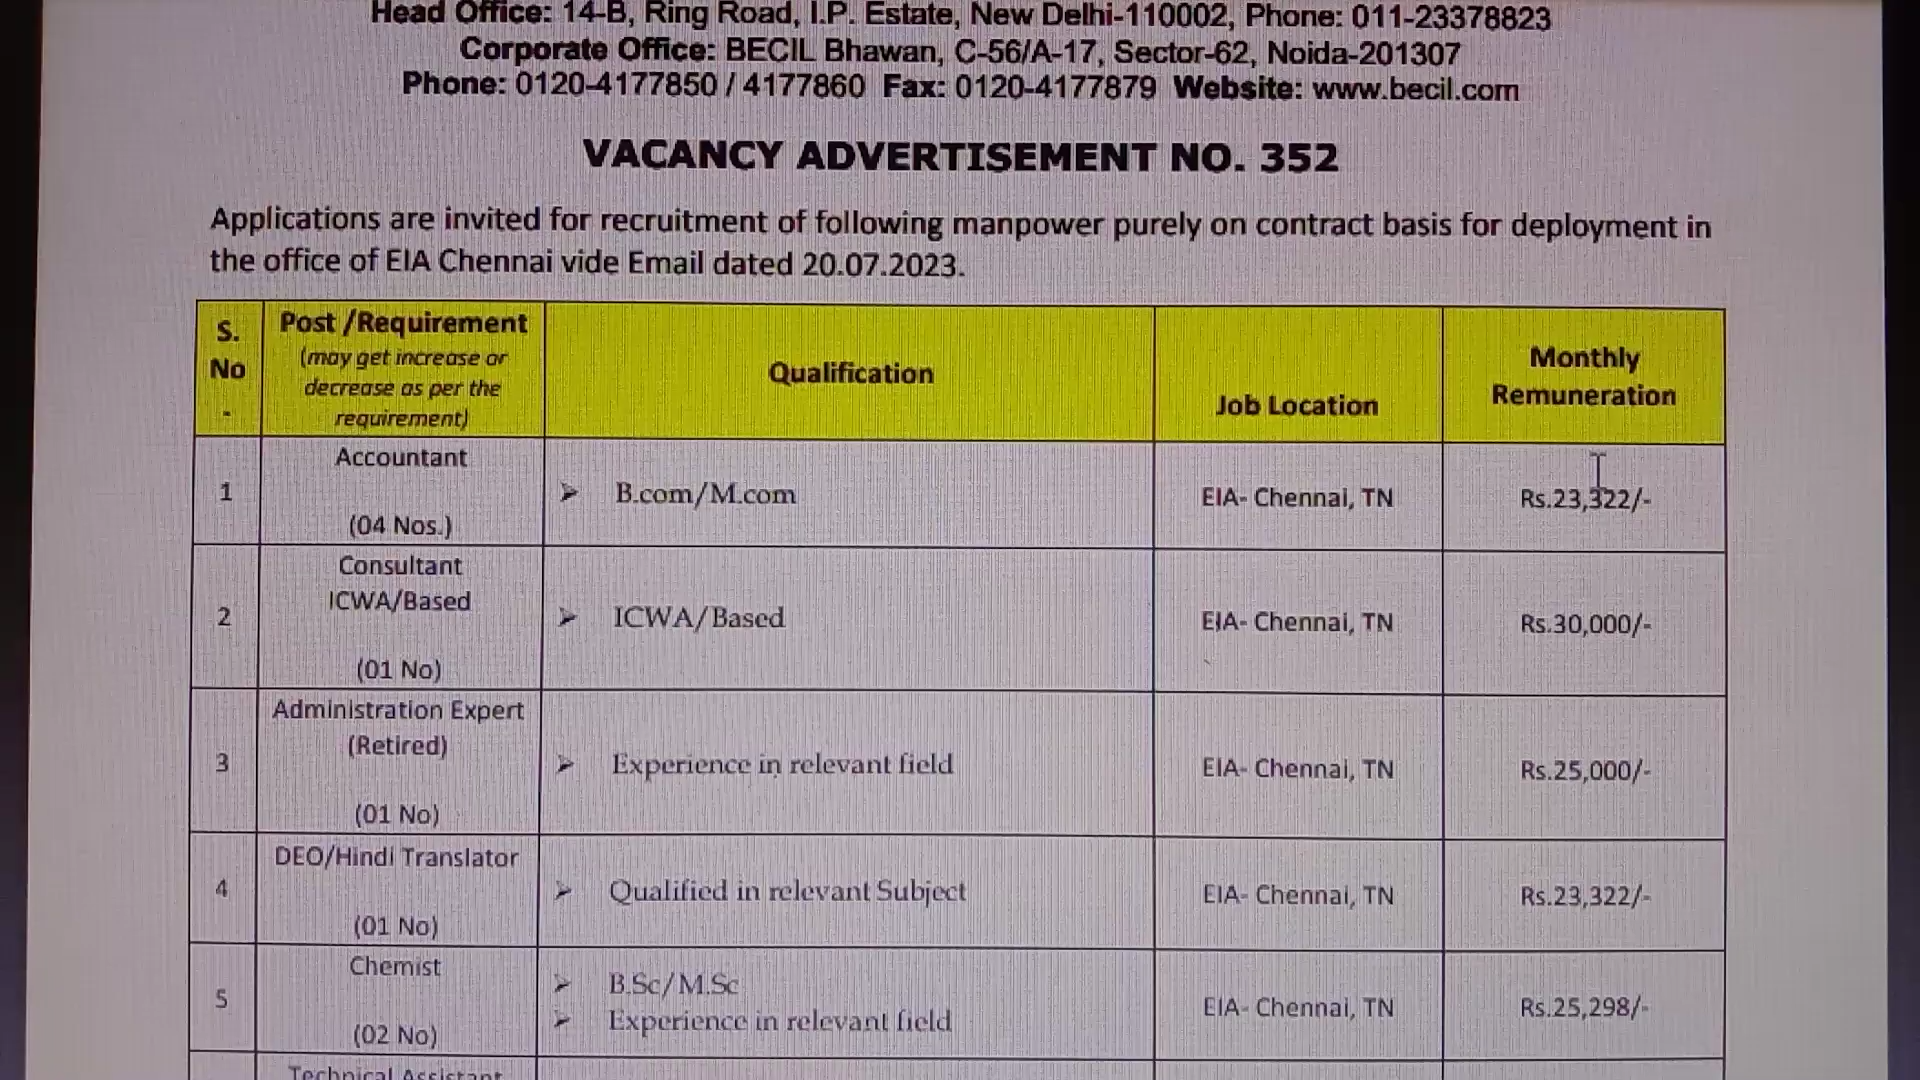 Head Office: 14-B, Ring Road, I.P. Estate, New Delhi-110002, Phone: 011-23378823
Corporate Office: BECIL Bhawan, C-56/A-17, Sector-62, Noida-201307
Phone: 0120-4177850 / 4177860 Fax: 0120-4177879 Website: www.becil.com
VACANCY ADVERTISEMENT NO. 352
Applications are invited for recruitment of following manpower purely on contract basis for deployment in
the office of EIA Chennai vide Email dated 20.07.2023.
S.
No
-
Post /Requirement
(may get increase or
decrease as per the
requirement)
Qualification
Job Location
Monthly
Remuneration
1
Accountant
(04 Nos.)
➢ B.com/M.com
EIA- Chennai, TN
Rs.23,322/-
2
Consultant
ICWA/Based
(01 No)
➢ ICWA/Based
EIA- Chennai, TN
Rs.30,000/-
3
Administration Expert
(Retired)
(01 No)
➢ Experience in relevant field
EIA- Chennai, TN
Rs.25,000/-
4
DEO/Hindi Translator
(01 No)
➢ Qualified in relevant Subject
EIA- Chennai, TN
Rs.23,322/-
5
Chemist
(02 No)
➢ B.Sc/M.Sc
➢ Experience in relevant field
EIA- Chennai, TN
Rs.25,298/-
Technical Assistant